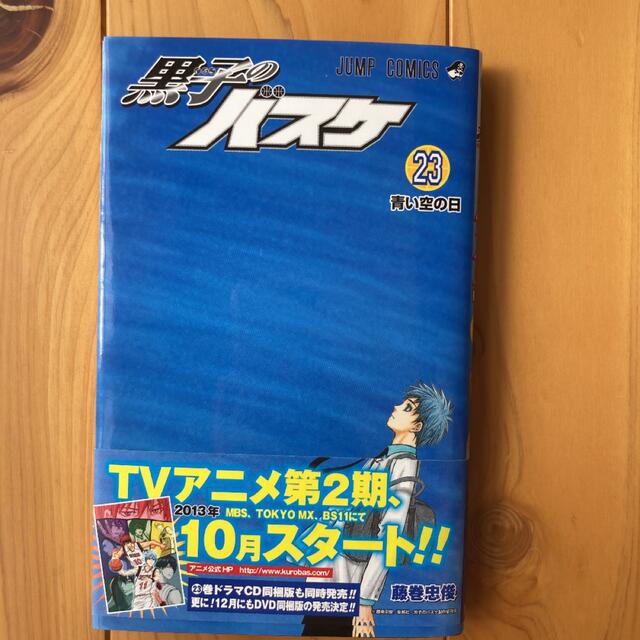 JUMP COMICS
黒子の
バスケ
23
青い空の日
TVアニメ第2期、
2013年 MBS、TOKYO MX、BS11にて
10月スタート!!
アニメ公式HP http://www.kurobas.com/
㉓巻ドラマCD同梱版も同時発売!!
更に!12月にもDVD同梱版の発売決定!!
藤巻忠俊